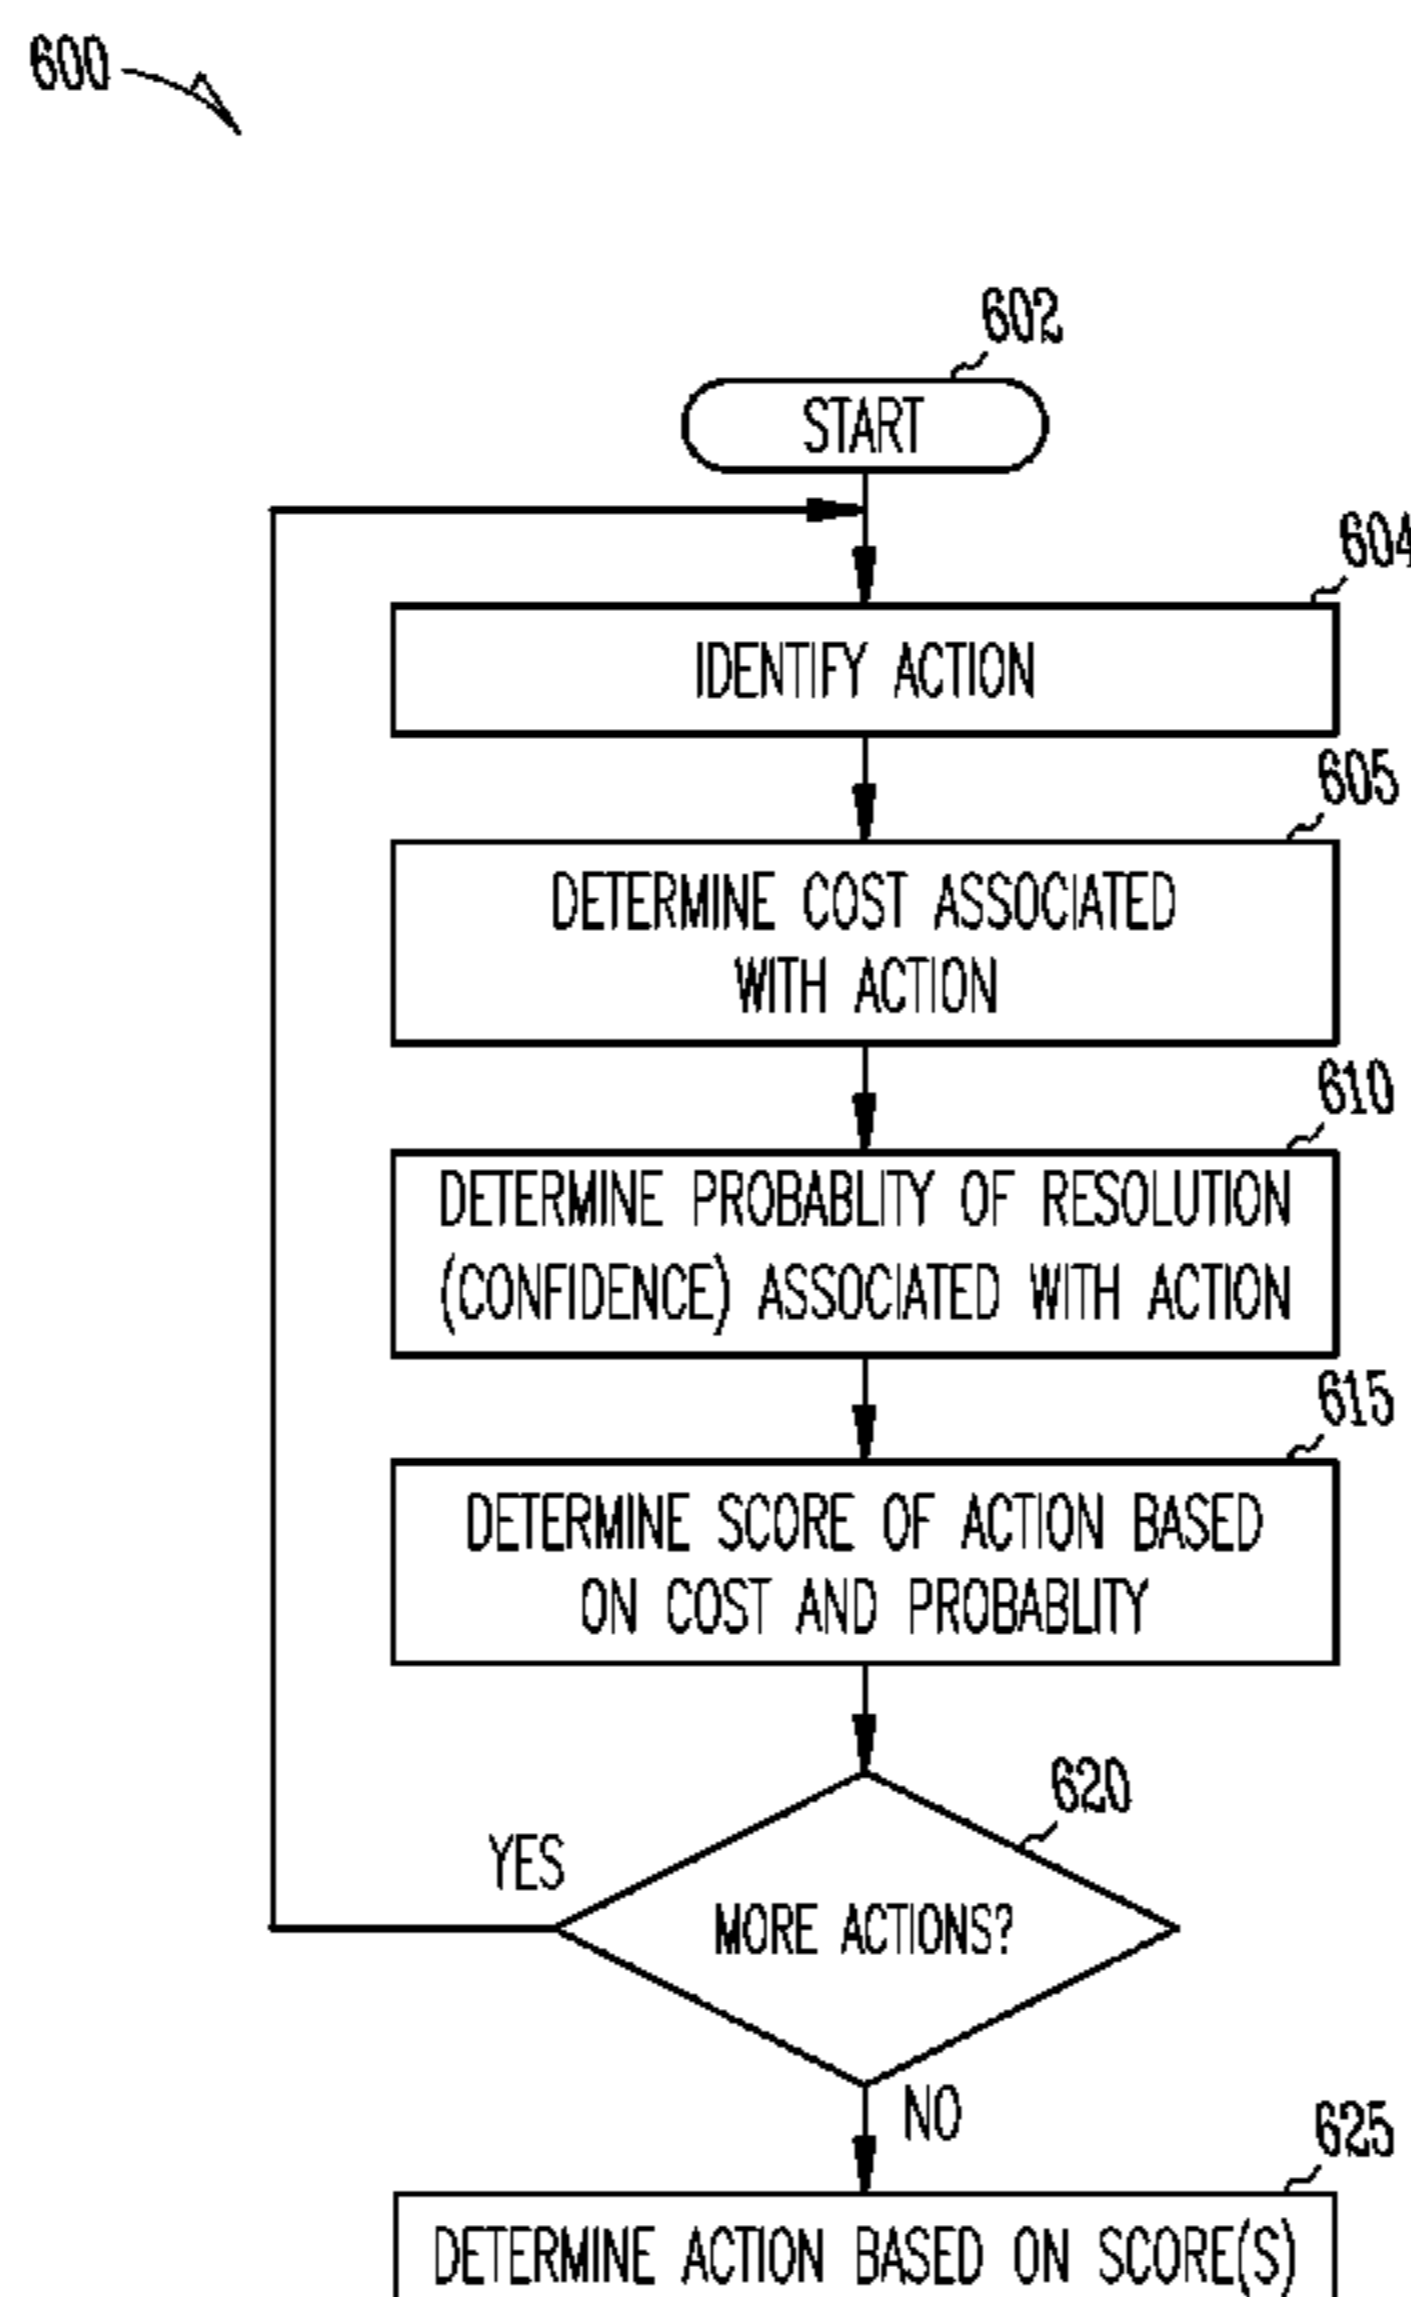 600
602
START
604
IDENTIFY ACTION
605
DETERMINE COST ASSOCIATED
WITH ACTION
610
DETERMINE PROBABLITY OF RESOLUTION
(CONFIDENCE) ASSOCIATED WITH ACTION
615
DETERMINE SCORE OF ACTION BASED
ON COST AND PROBABLITY
620
YES
MORE ACTIONS?
NO
625
DETERMINE ACTION BASED ON SCORE(S)